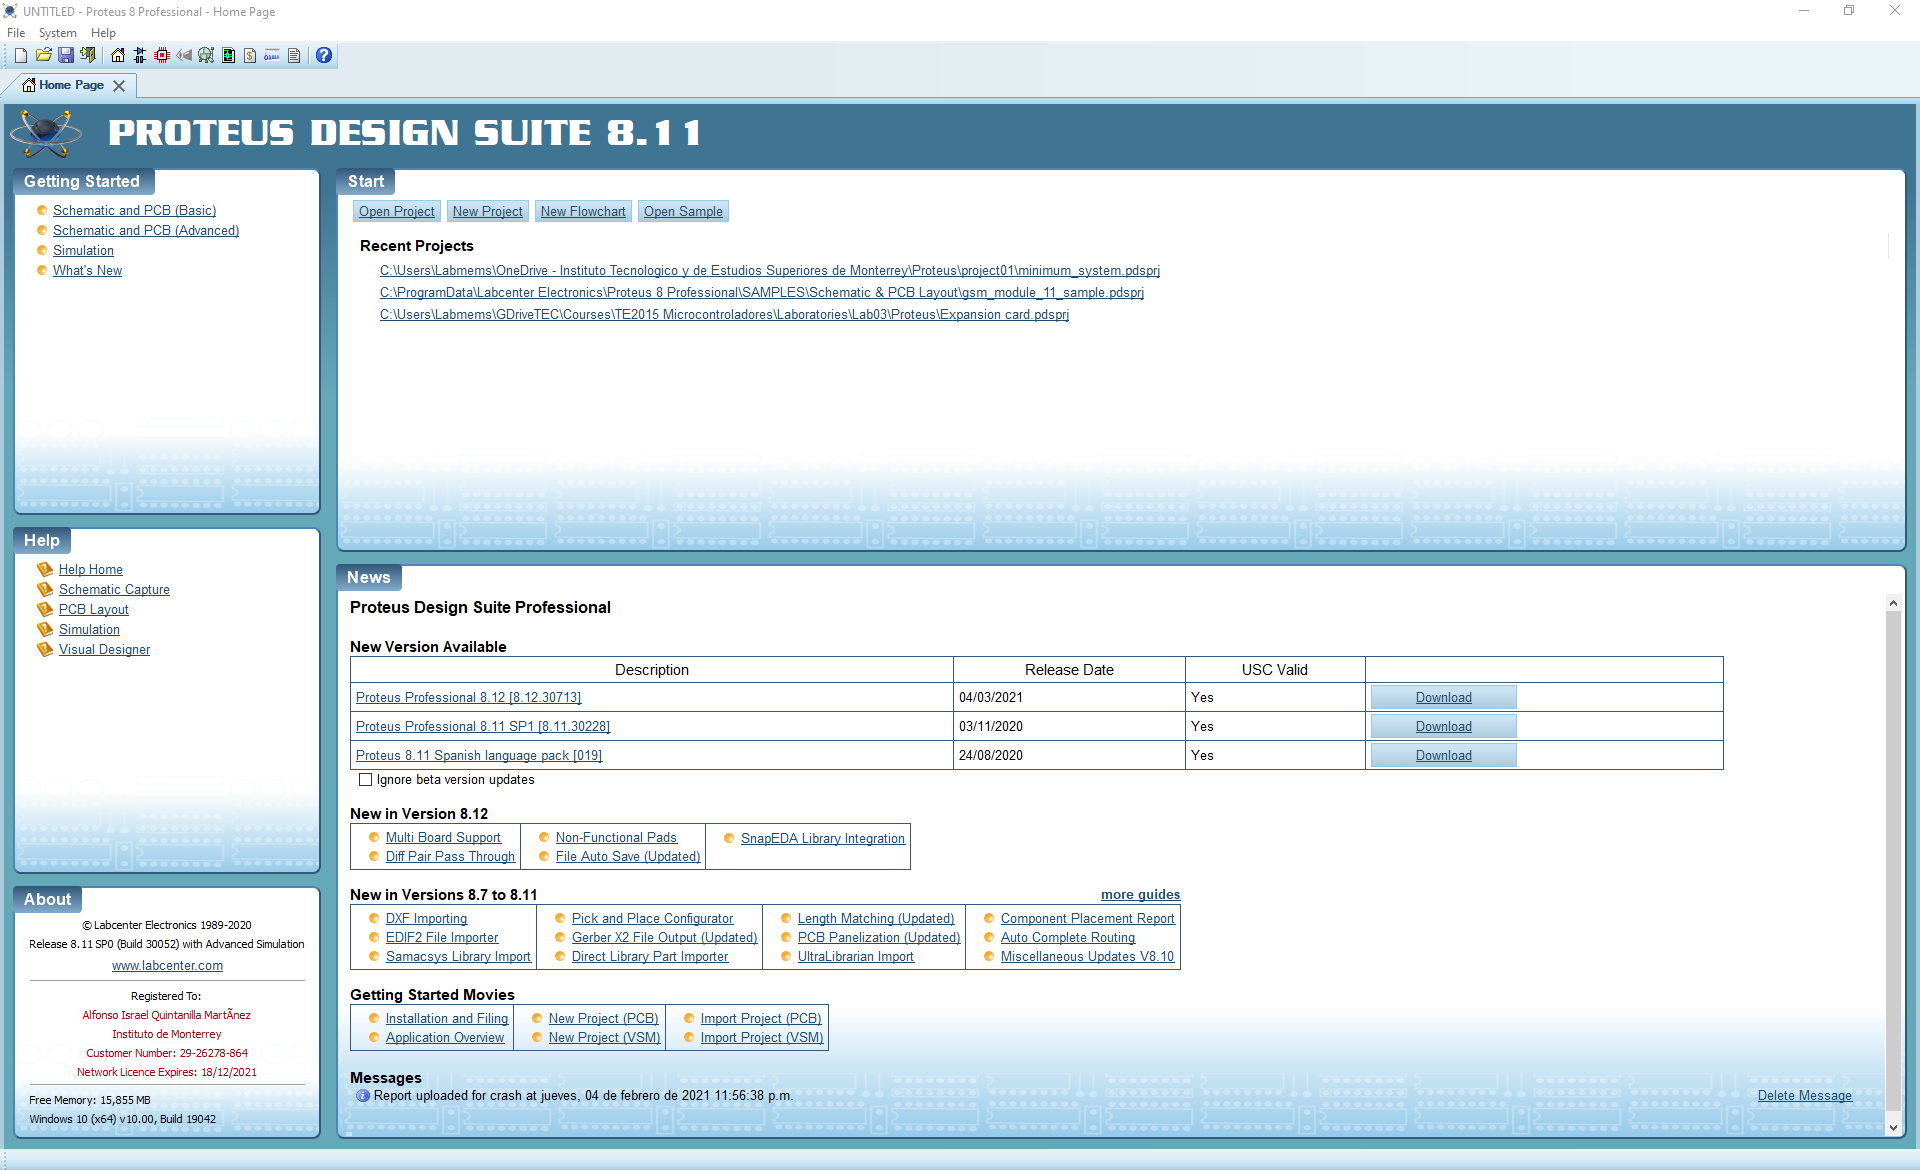 UNTITLED - Proteus 8 Professional - Home Page
File System Help
Home Page
PROTEUS DESIGN SUITE 8.11
Getting Started
Schematic and PCB (Basic)
Schematic and PCB (Advanced)
Simulation
What's New
Start
Open Project New Project New Flowchart Open Sample
Recent Projects
C:\Users\Labmems\OneDrive - Instituto Tecnologico y de Estudios Superiores de Monterrey\Proteus\project01\minimum_system.pdsprj
C:\ProgramData\Labcenter Electronics\Proteus 8 Professional\SAMPLES\Schematic & PCB Layout\gsm_module_11_sample.pdsprj
C:\Users\Labmems\GDriveTEC\Courses\TE2015 Microcontroladores\Laboratories\Lab03\Proteus\Expansion card.pdsprj
Help
Help Home
Schematic Capture
PCB Layout
Simulation
Visual Designer
News
Proteus Design Suite Professional
New Version Available
Description Release Date USC Valid
Proteus Professional 8.12 [8.12.30713] 04/03/2021 Yes Download
Proteus Professional 8.11 SP1 [8.11.30228] 03/11/2020 Yes Download
Proteus 8.11 Spanish language pack [019] 24/08/2020 Yes Download
Ignore beta version updates
New in Version 8.12
Multi Board Support Non-Functional Pads SnapEDA Library Integration
Diff Pair Pass Through File Auto Save (Updated)
New in Versions 8.7 to 8.11 more guides
DXF Importing Pick and Place Configurator Length Matching (Updated) Component Placement Report
EDIF2 File Importer Gerber X2 File Output (Updated) PCB Panelization (Updated) Auto Complete Routing
Samacsys Library Import Direct Library Part Importer UltraLibrarian Import Miscellaneous Updates V8.10
Getting Started Movies
Installation and Filing New Project (PCB) Import Project (PCB)
Application Overview New Project (VSM) Import Project (VSM)
Messages
Report uploaded for crash at jueves, 04 de febrero de 2021 11:56:38 p.m. Delete Message
About
© Labcenter Electronics 1989-2020
Release 8.11 SP0 (Build 30052) with Advanced Simulation
www.labcenter.com
Registered To:
Alfonso Israel Quintanilla MartÃnez
Instituto de Monterrey
Customer Number: 29-26278-864
Network Licence Expires: 18/12/2021
Free Memory: 15,855 MB
Windows 10 (x64) v10.00, Build 19042